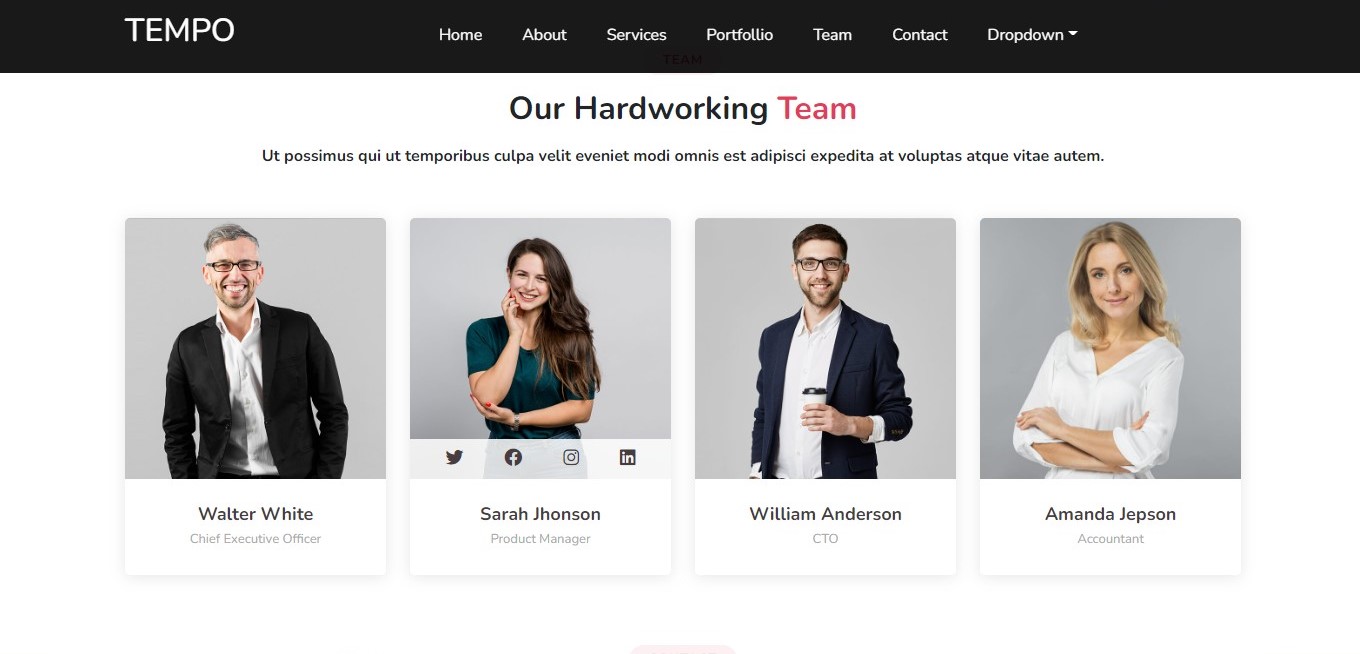 TEMPO
Home About Services Portfollio Team Contact Dropdown
TEAM
Our Hardworking Team
Ut possimus qui ut temporibus culpa velit eveniet modi omnis est adipisci expedita at voluptas atque vitae autem.
Walter White
Chief Executive Officer
Sarah Jhonson
Product Manager
William Anderson
CTO
Amanda Jepson
Accountant